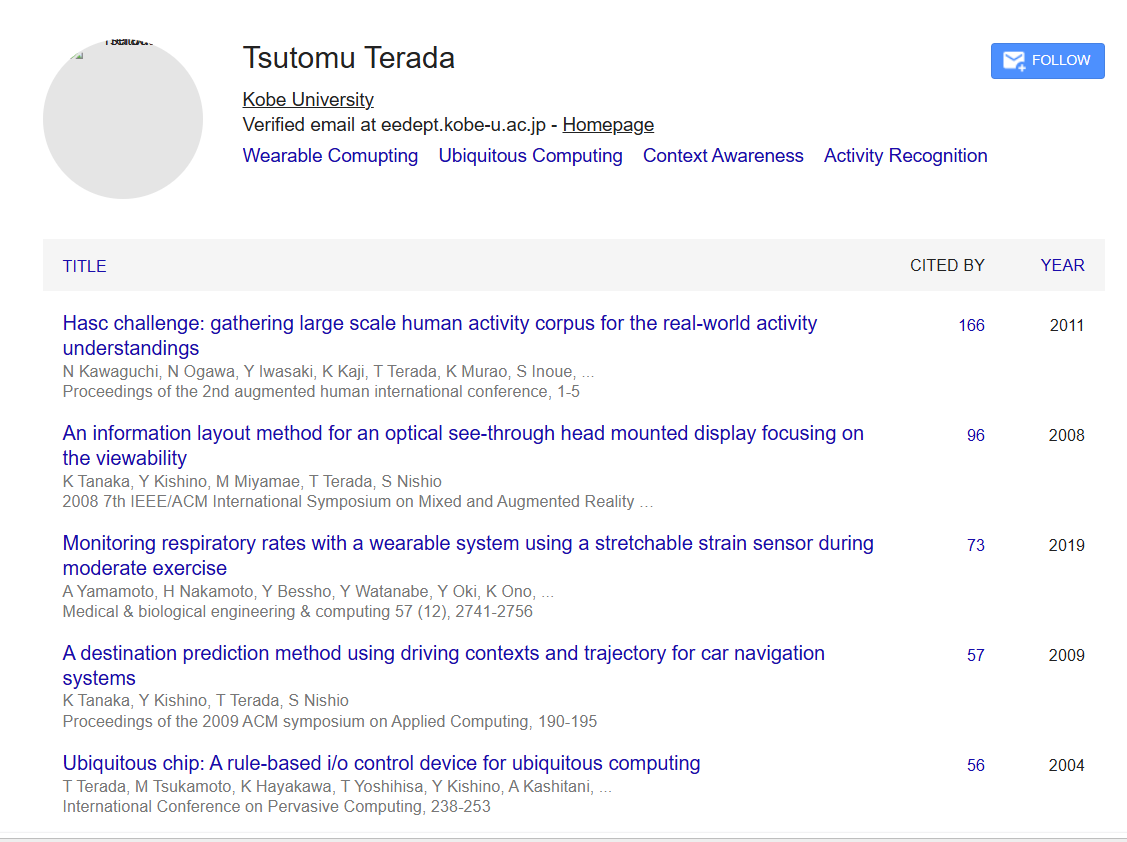 Tsutomu Terada
FOLLOW
Kobe University
Verified email at eedept.kobe-u.ac.jp - Homepage
Wearable Comupting Ubiquitous Computing Context Awareness Activity Recognition
TITLE CITED BY YEAR
Hasc challenge: gathering large scale human activity corpus for the real-world activity 166 2011
understandings
N Kawaguchi, N Ogawa, Y Iwasaki, K Kaji, T Terada, K Murao, S Inoue, ...
Proceedings of the 2nd augmented human international conference, 1-5
An information layout method for an optical see-through head mounted display focusing on 96 2008
the viewability
K Tanaka, Y Kishino, M Miyamae, T Terada, S Nishio
2008 7th IEEE/ACM International Symposium on Mixed and Augmented Reality …
Monitoring respiratory rates with a wearable system using a stretchable strain sensor during 73 2019
moderate exercise
A Yamamoto, H Nakamoto, Y Bessho, Y Watanabe, Y Oki, K Ono, ...
Medical & biological engineering & computing 57 (12), 2741-2756
A destination prediction method using driving contexts and trajectory for car navigation 57 2009
systems
K Tanaka, Y Kishino, T Terada, S Nishio
Proceedings of the 2009 ACM symposium on Applied Computing, 190-195
Ubiquitous chip: A rule-based i/o control device for ubiquitous computing 56 2004
T Terada, M Tsukamoto, K Hayakawa, T Yoshihisa, Y Kishino, A Kashitani, ...
International Conference on Pervasive Computing, 238-253